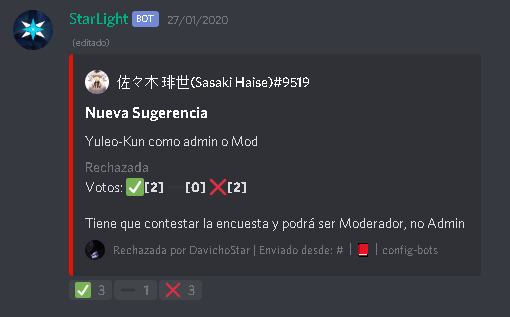 StarLight BOT 27/01/2020
(editado)
佐々木 琲世(Sasaki Haise)#9519
Nueva Sugerencia
Yuleo-Kun como admin o Mod
Rechazada
Votos: ✅[2] ➖[0] ❌[2]
Tiene que contestar la encuesta y podrá ser Moderador, no Admin
Rechazada por DavichoStar | Enviado desde: # | 📕 | config-bots
✅ 3 ➖ 1 ❌ 3